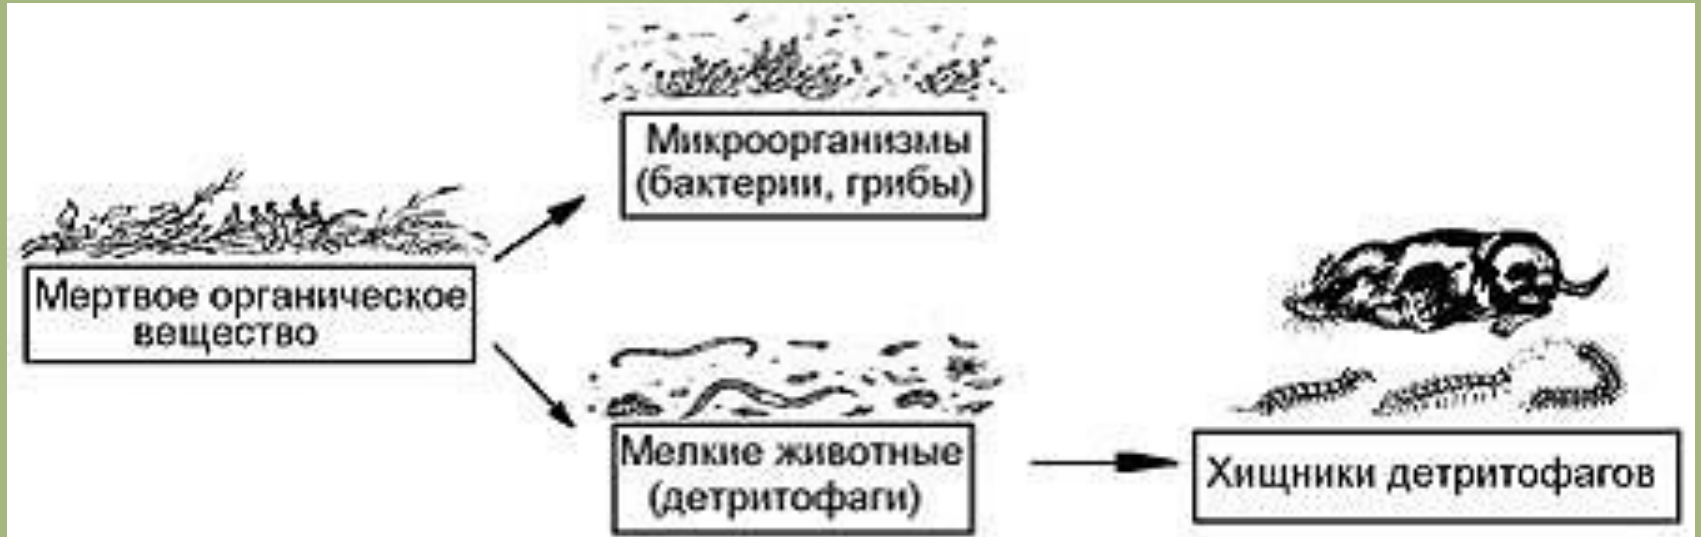 Микроорганизмы
(бактерии, грибы)
Мертвое органическое
вещество
Мелкие животные
(детритофаги)
Хищники детритофагов